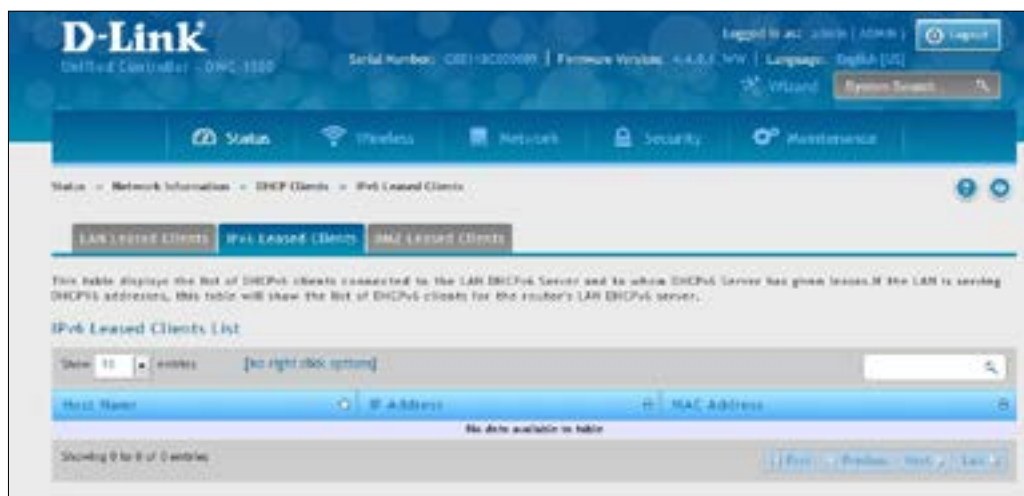 D-Link
Logged in as: admin ( ADMIN )
Logout
Unified Controller - DWC-1000
Serial Number:
Firmware Version:
WW | Language: English [US]
Wizard
System Search...
Status
Wireless
Network
Security
Maintenance
Status » Network Information » DHCP Clients » IPv6 Leased Clients
LAN Leased Clients
IPv6 Leased Clients
DMZ Leased Clients
This table displays the list of DHCPv6 clients connected to the LAN DHCPv6 Server and to whom DHCPv6 Server has given leases.If the LAN is serving
DHCPV6 addresses, this table will show the list of DHCPv6 clients for the router's LAN DHCPv6 server.
IPv6 Leased Clients List
Show 10 entries
[No right click options]
Host Name
IP Address
MAC Address
No data available in table
Showing 0 to 0 of 0 entries
First
Previous
Next
Last